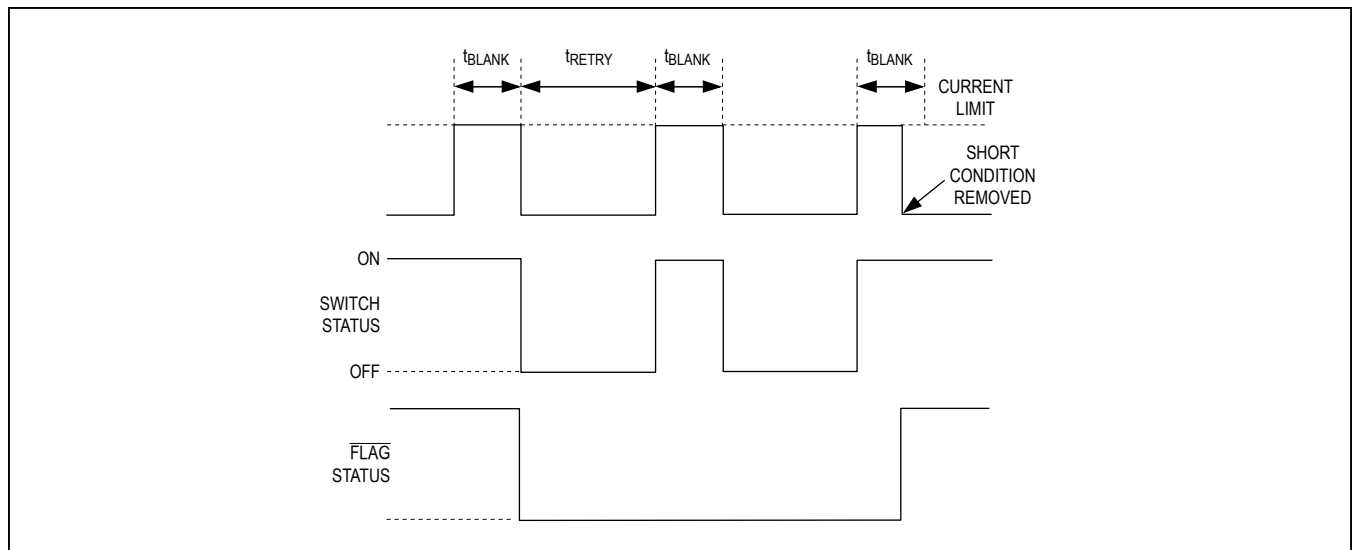 tBLANK
tRETRY
tBLANK
tBLANK
CURRENT
LIMIT
SHORT
CONDITION
REMOVED
ON
SWITCH
STATUS
OFF
FLAG
STATUS